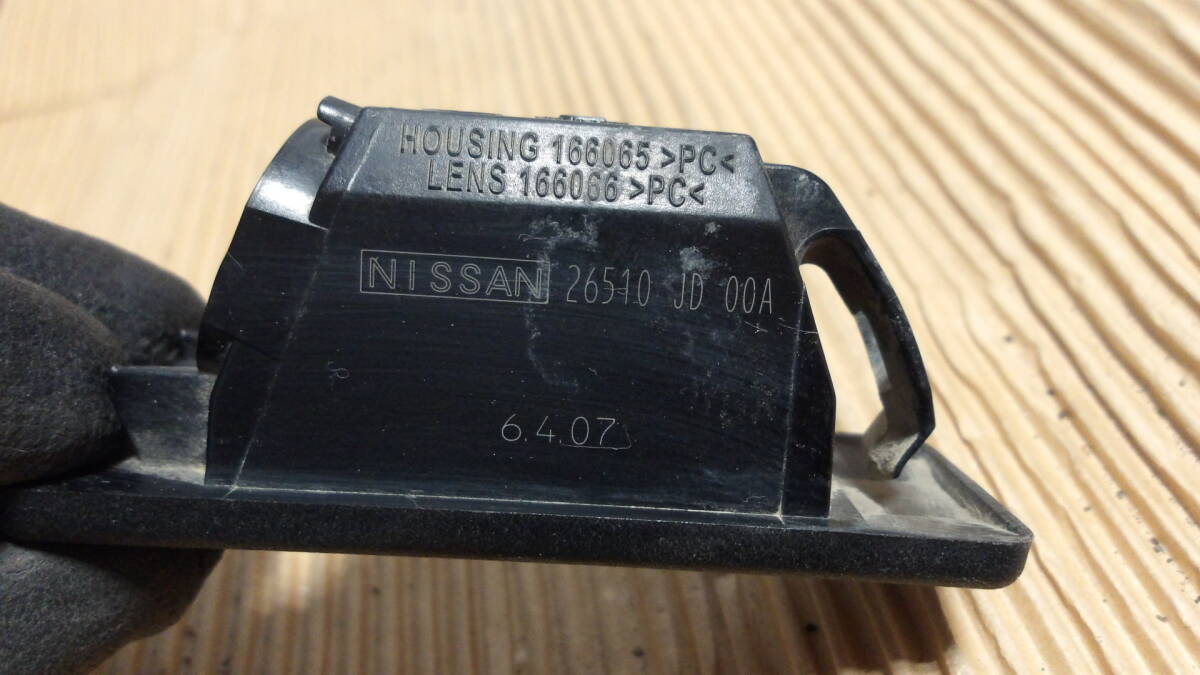 HOUSING 166065 >PC<
LENS 166066 >PC<
NISSAN 26510 JD 00A
6.4.07